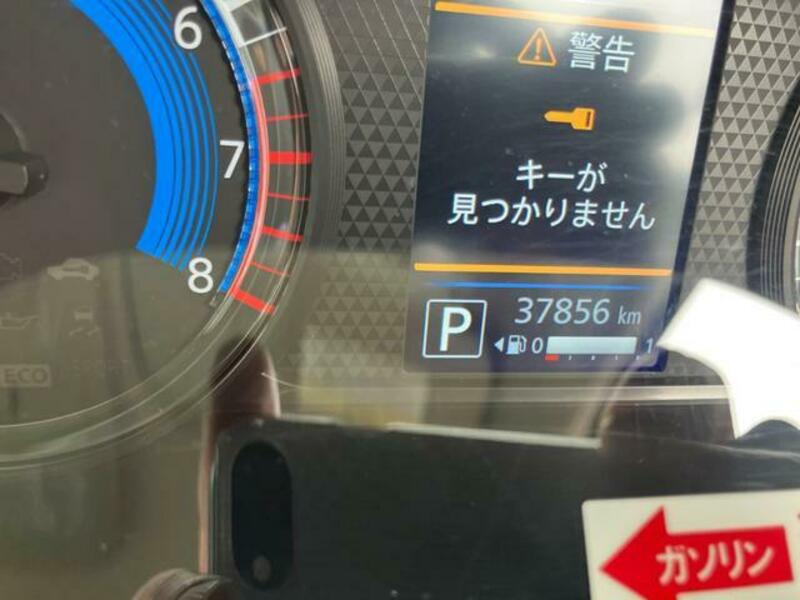 6
7
8
警告
キーが
見つかりません
P
37856 km
0 1
ECO
ガソリン